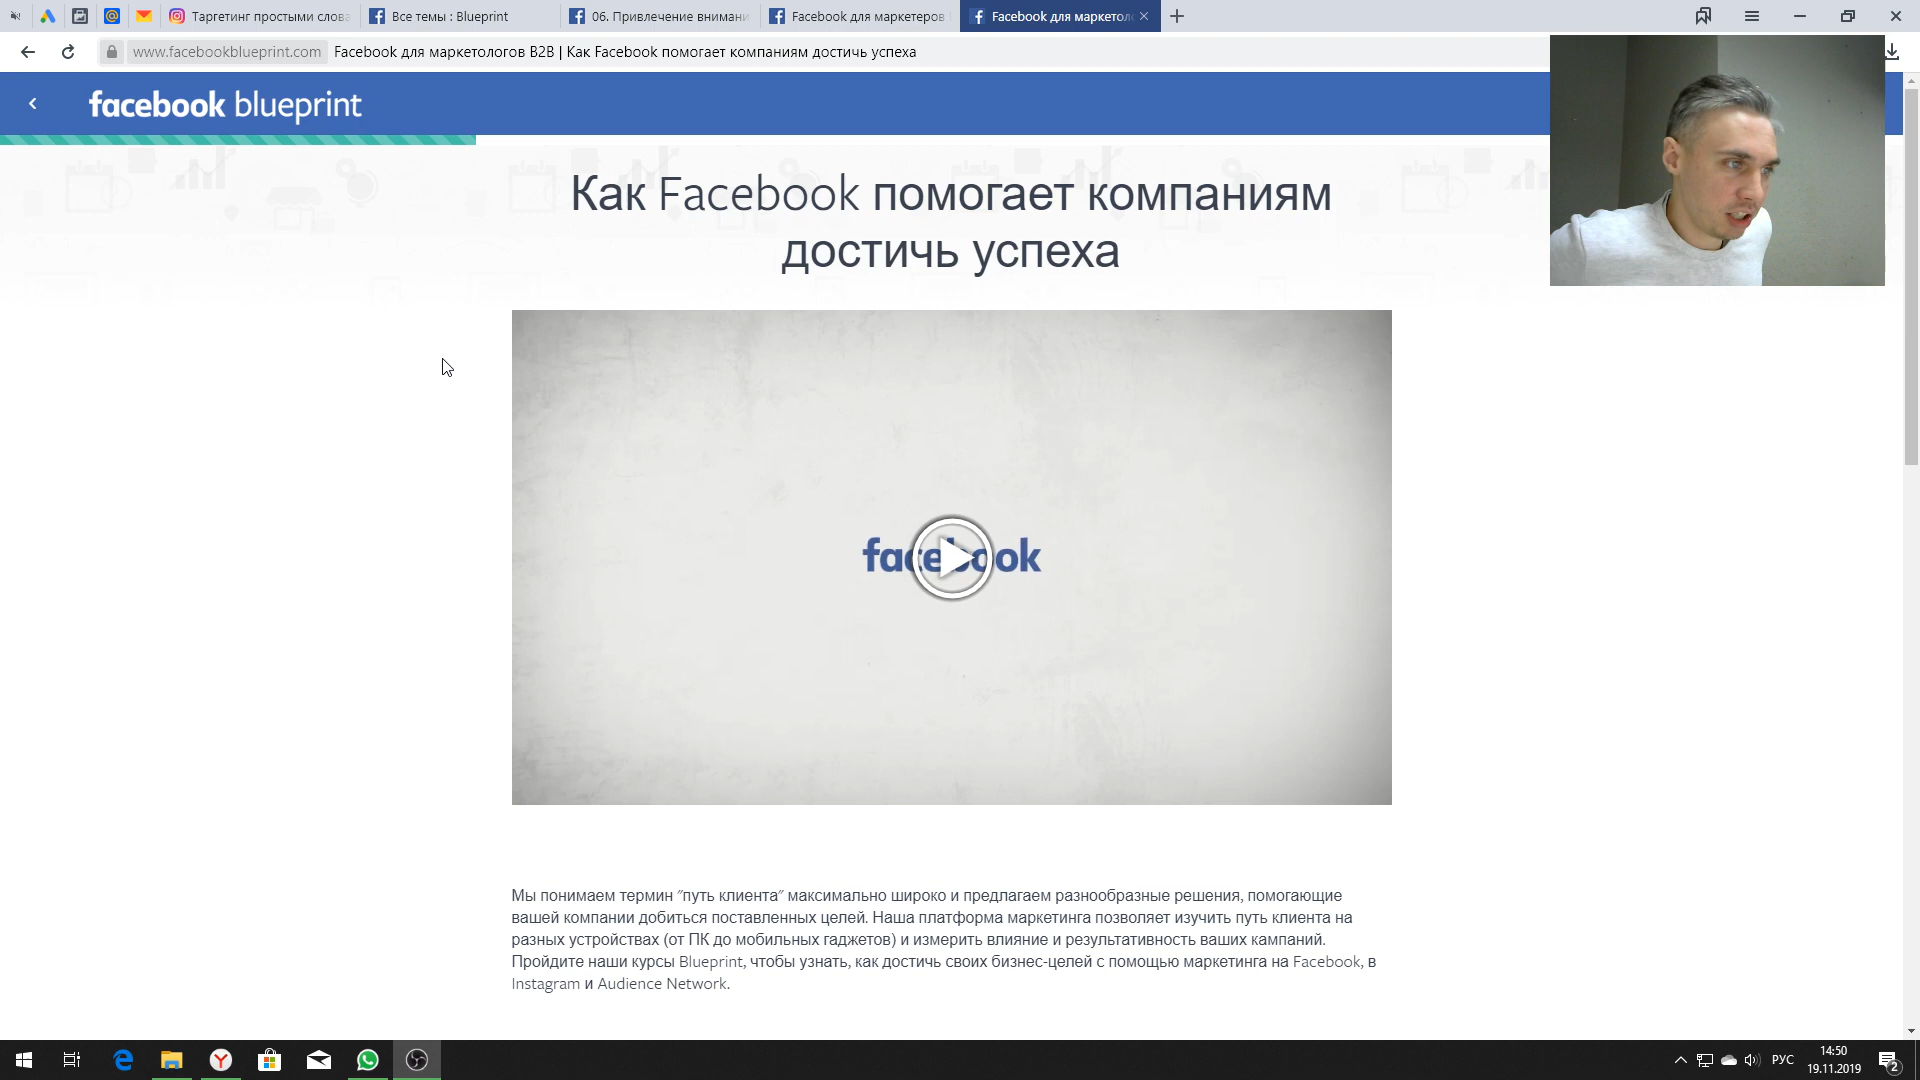 Таргетинг простыми слова
Все темы : Blueprint
06. Привлечение внимани
Facebook для маркетеров
Facebook для маркетоло
www.facebookblueprint.com Facebook для маркетологов B2B | Как Facebook помогает компаниям достичь успеха
facebook blueprint
Как Facebook помогает компаниям
достичь успеха
facebook
Мы понимаем термин "путь клиента" максимально широко и предлагаем разнообразные решения, помогающие
вашей компании добиться поставленных целей. Наша платформа маркетинга позволяет изучить путь клиента на
разных устройствах (от ПК до мобильных гаджетов) и измерить влияние и результативность ваших кампаний.
Пройдите наши курсы Blueprint, чтобы узнать, как достичь своих бизнес-целей с помощью маркетинга на Facebook, в
Instagram и Audience Network.
РУС
14:50
19.11.2019
2